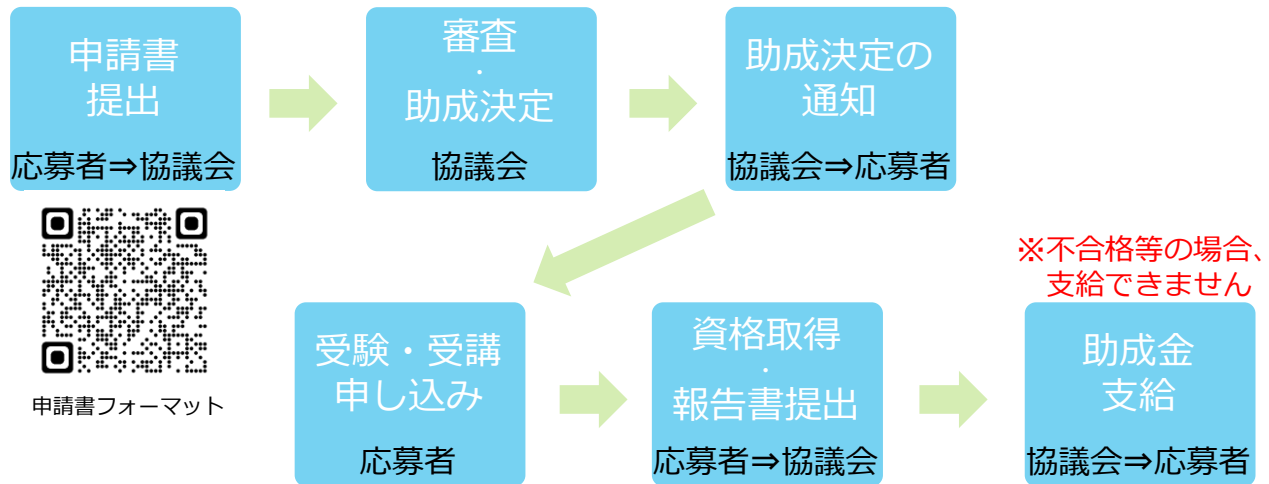 申請書
提出
応募者⇒協議会
審査
・
助成決定
協議会
助成決定の
通知
協議会⇒応募者
申請書フォーマット
受験・受講
申し込み
応募者
資格取得
・
報告書提出
応募者⇒協議会
※不合格等の場合、
支給できません
助成金
支給
協議会⇒応募者